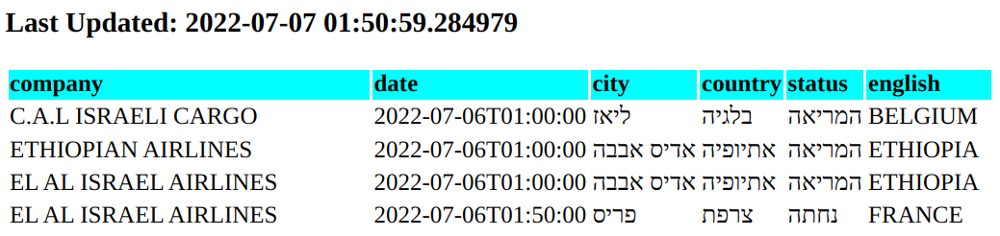 Last Updated: 2022-07-07 01:50:59.284979
company date city country status english
C.A.L ISRAELI CARGO 2022-07-06T01:00:00 ליאז בלגיה המריאה BELGIUM
ETHIOPIAN AIRLINES 2022-07-06T01:00:00 אדיס אבבה אתיופיה המריאה ETHIOPIA
EL AL ISRAEL AIRLINES 2022-07-06T01:00:00 אדיס אבבה אתיופיה המריאה ETHIOPIA
EL AL ISRAEL AIRLINES 2022-07-06T01:50:00 פריס צרפת נחתה FRANCE